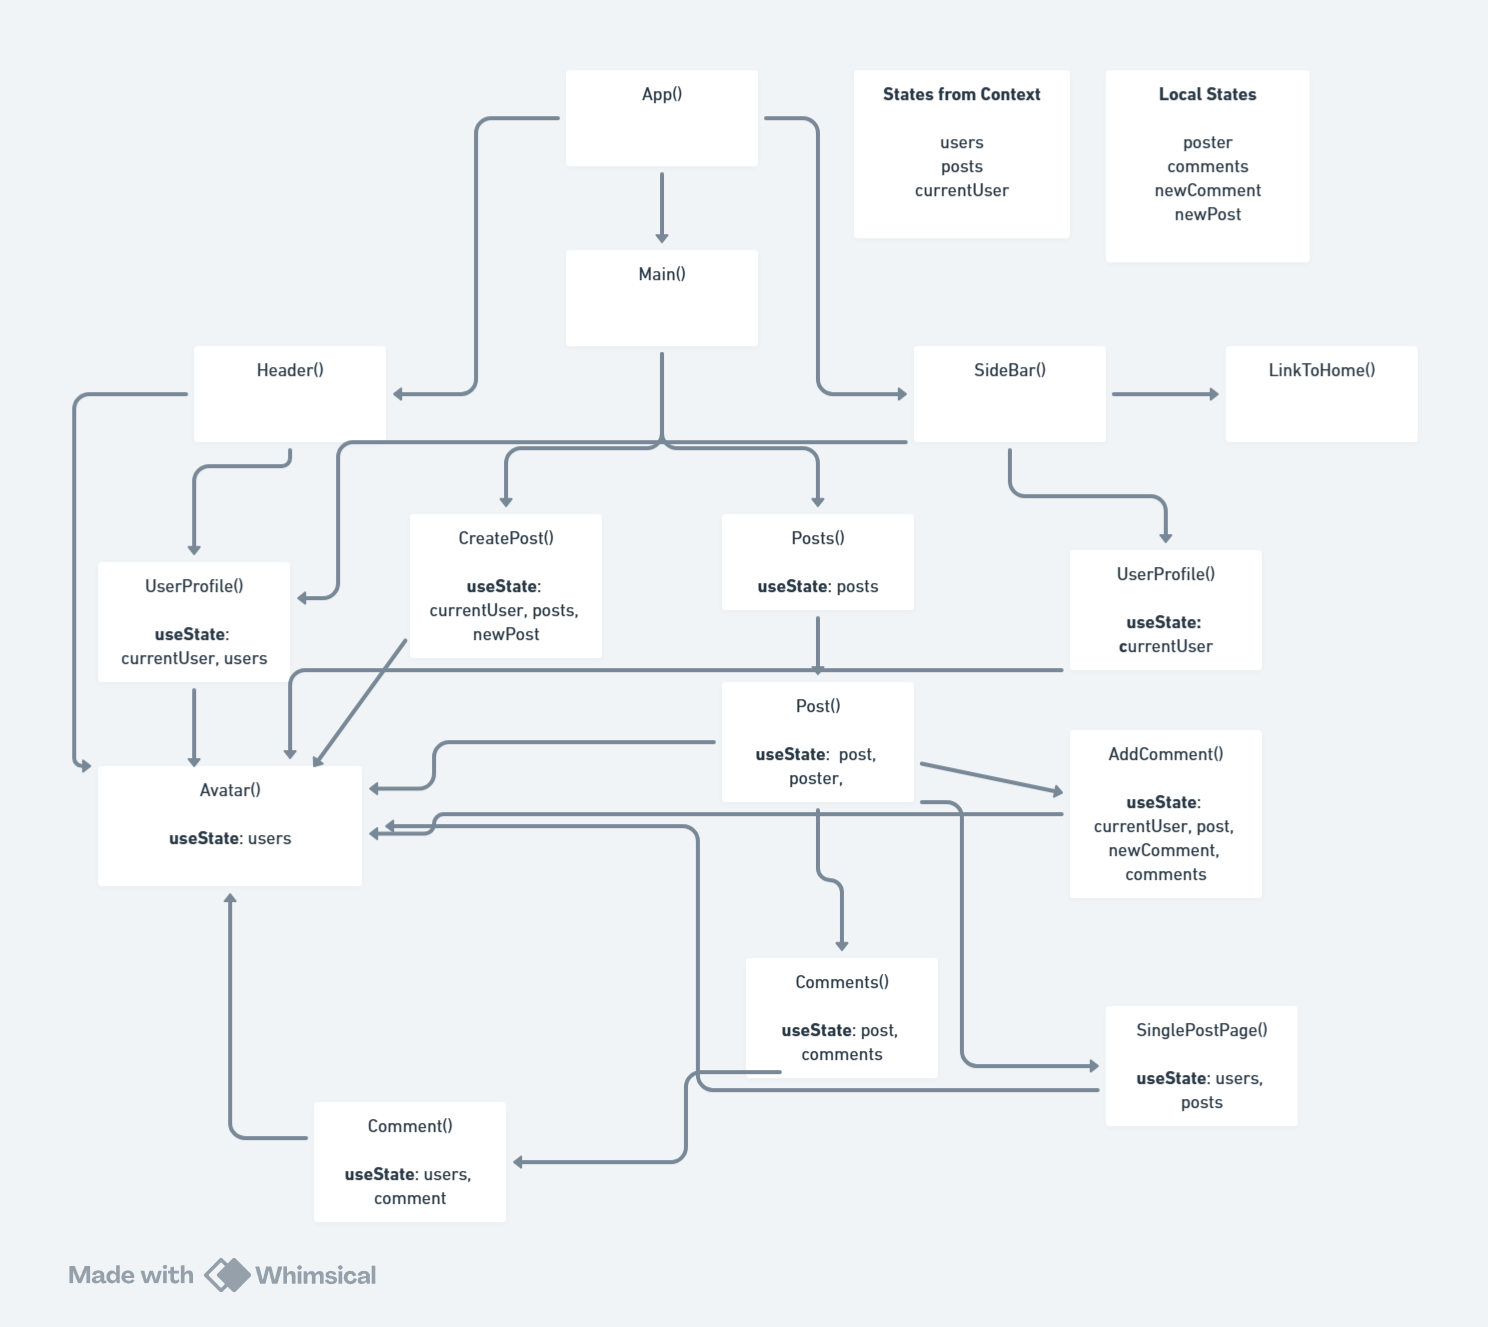 App()
States from Context
users
posts
currentUser
Local States
poster
comments
newComment
newPost
Main()
Header()
SideBar()
LinkToHome()
CreatePost()
useState:
currentUser, posts,
newPost
Posts()
useState: posts
UserProfile()
useState:
currentUser, users
UserProfile()
useState:
currentUser
Post()
useState:  post,
poster,
AddComment()
useState:
currentUser, post,
newComment,
comments
Avatar()
useState: users
Comments()
useState: post,
comments
SinglePostPage()
useState: users,
posts
Comment()
useState: users,
comment
Made with Whimsical